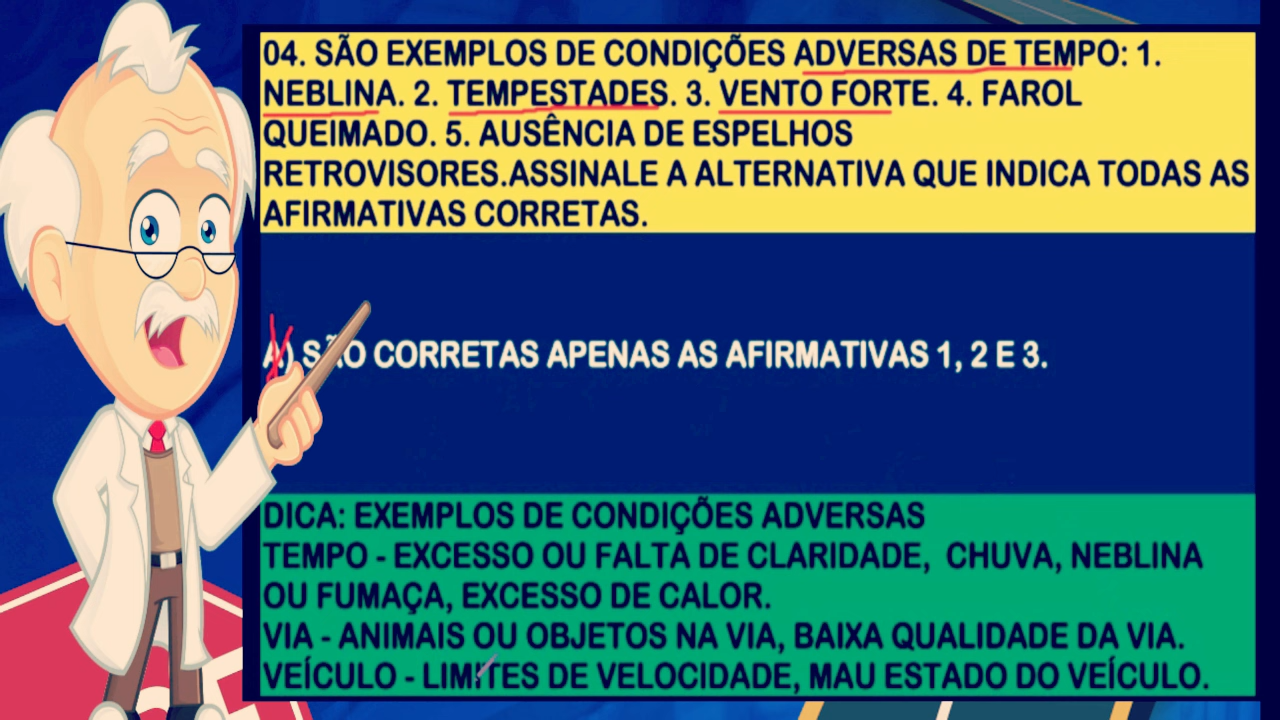 04. SÃO EXEMPLOS DE CONDIÇÕES ADVERSAS DE TEMPO: 1.
NEBLINA. 2. TEMPESTADES. 3. VENTO FORTE. 4. FAROL
QUEIMADO. 5. AUSÊNCIA DE ESPELHOS
RETROVISORES.ASSINALE A ALTERNATIVA QUE INDICA TODAS AS
AFIRMATIVAS CORRETAS.
A) SÃO CORRETAS APENAS AS AFIRMATIVAS 1, 2 E 3.
DICA: EXEMPLOS DE CONDIÇÕES ADVERSAS
TEMPO - EXCESSO OU FALTA DE CLARIDADE, CHUVA, NEBLINA
OU FUMAÇA, EXCESSO DE CALOR.
VIA - ANIMAIS OU OBJETOS NA VIA, BAIXA QUALIDADE DA VIA.
VEÍCULO - LIMITES DE VELOCIDADE, MAU ESTADO DO VEÍCULO.